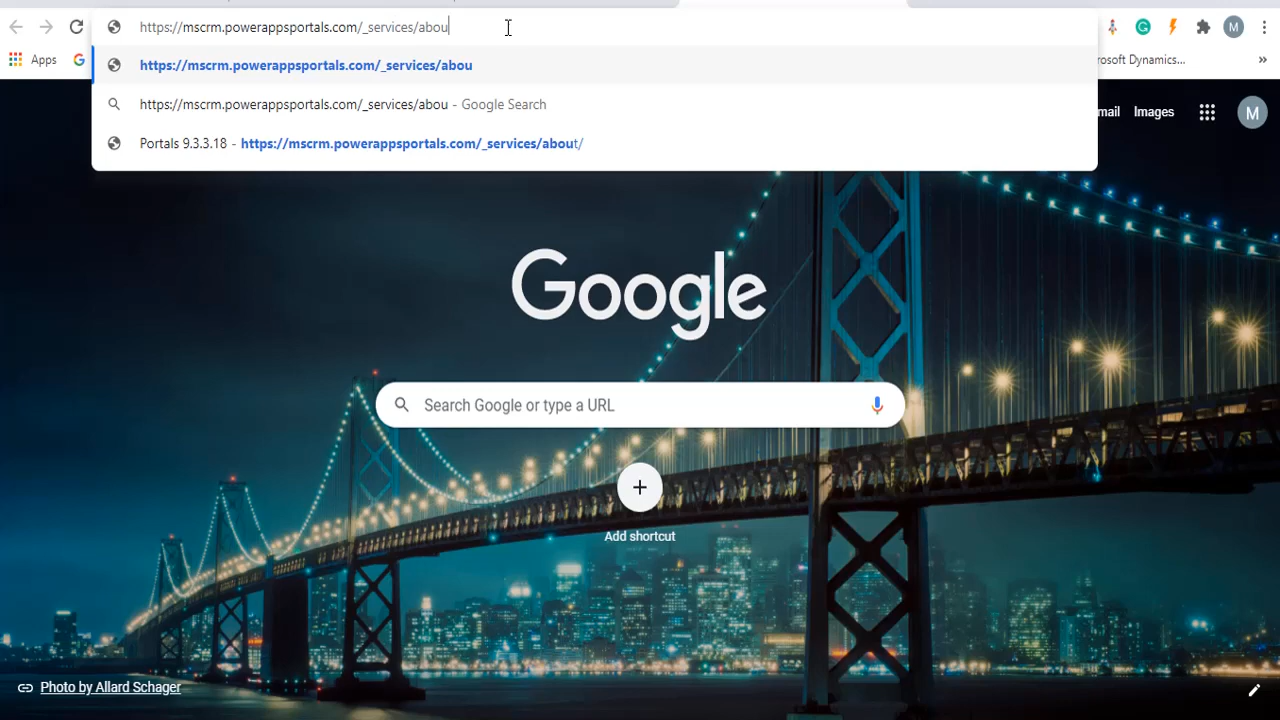 https://mscrm.powerappsportals.com/_services/abou
M
Apps
https://mscrm.powerappsportals.com/_services/abou
rosoft Dynamics...
https://mscrm.powerappsportals.com/_services/abou - Google Search
mail Images M
Portals 9.3.3.18 - https://mscrm.powerappsportals.com/_services/about/
Google
Search Google or type a URL
Add shortcut
Photo by Allard Schager